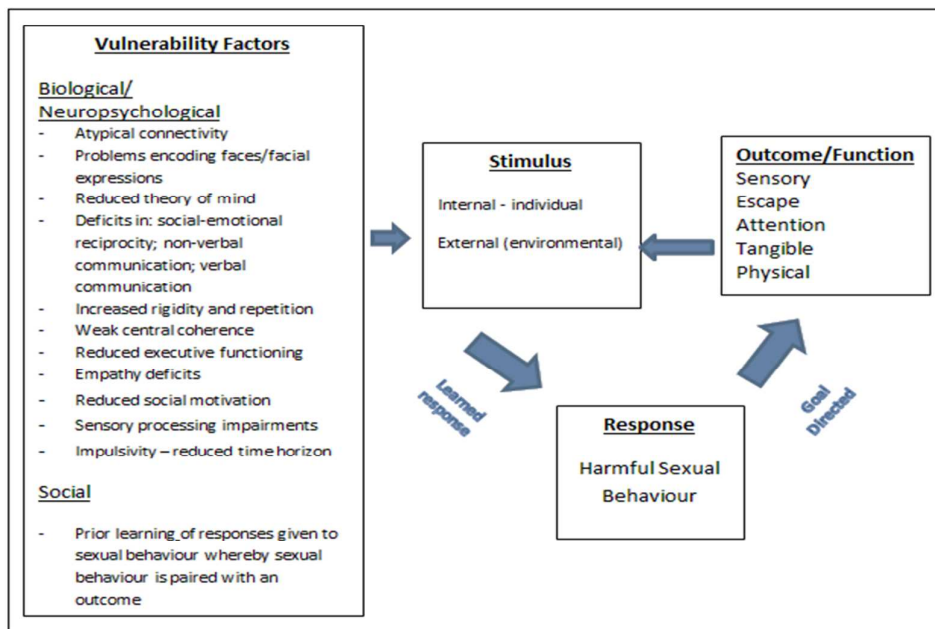 Vulnerability Factors
Biological/
Neuropsychological
- Atypical connectivity
- Problems encoding faces/facial
expressions
- Reduced theory of mind
- Deficits in: social-emotional
reciprocity; non-verbal
communication; verbal
communication
- Increased rigidity and repetition
- Weak central coherence
- Reduced executive functioning
- Empathy deficits
- Reduced social motivation
- Sensory processing impairments
- Impulsivity – reduced time horizon
Social
- Prior learning of responses given to
sexual behaviour whereby sexual
behaviour is paired with an
outcome
Stimulus
Internal - individual
External (environmental)
Learned
response
Response
Harmful Sexual
Behaviour
Goal
Directed
Outcome/Function
Sensory
Escape
Attention
Tangible
Physical